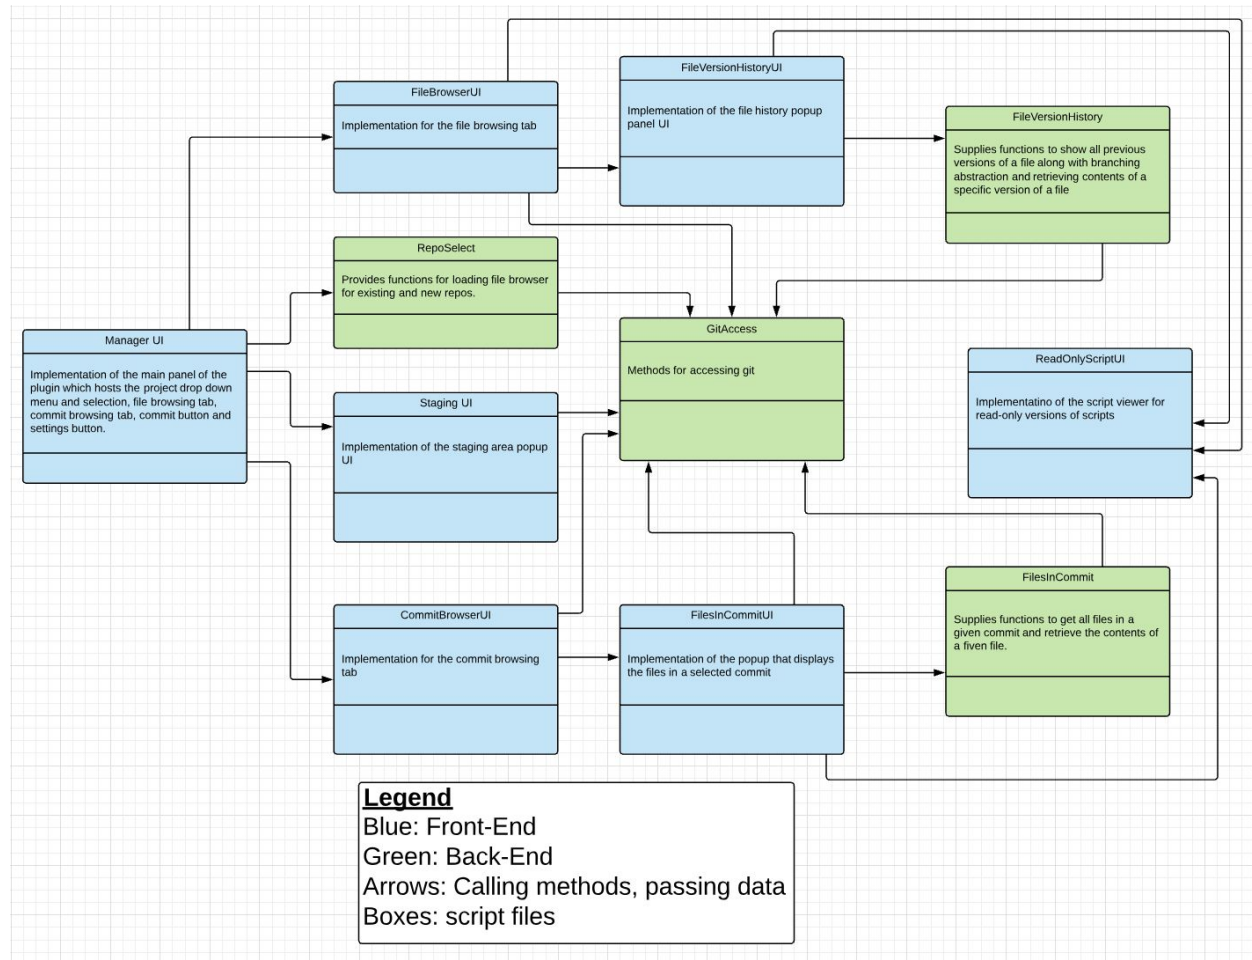 FileBrowserUI
Implementation for the file browsing tab
FileVersionHistoryUI
Implementation of the file history popup
panel UI
FileVersionHistory
Supplies functions to show all previous
versions of a file along with branching
abstraction and retrieving contents of a
specific version of a file
RepoSelect
Provides functions for loading file browser
for existing and new repos.
Manager UI
Implementation of the main panel of the
plugin which hosts the project drop down
menu and selection, file browsing tab,
commit browsing tab, commit button and
settings button.
GitAccess
Methods for accessing git
ReadOnlyScriptUI
Implementatino of the script viewer for
read-only versions of scripts
Staging UI
Implementation of the staging area popup
UI
CommitBrowserUI
Implementation for the commit browsing
tab
FilesInCommitUI
Implementation of the popup that displays
the files in a selected commit
FilesInCommit
Supplies functions to get all files in a
given commit and retrieve the contents of
a fiven file.
Legend
Blue: Front-End
Green: Back-End
Arrows: Calling methods, passing data
Boxes: script files